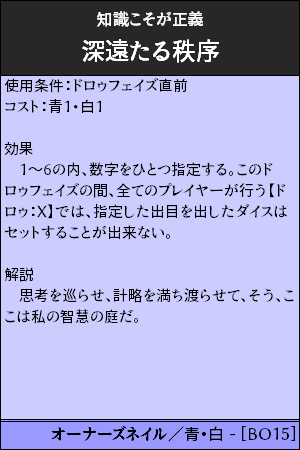 知識こそが正義
深遠たる秩序
使用条件：ドロゥフェイズ直前
コスト：青1・白1
効果
　1～6の内、数字をひとつ指定する。このド
ロゥフェイズの間、全てのプレイヤーが行う【ド
ロゥ：X】では、指定した出目を出したダイスは
セットすることが出来ない。
解説
　思考を巡らせ、計略を満ち渡らせて、そう、こ
こは私の智慧の庭だ。
オーナーズネイル／青・白 - [BO15]